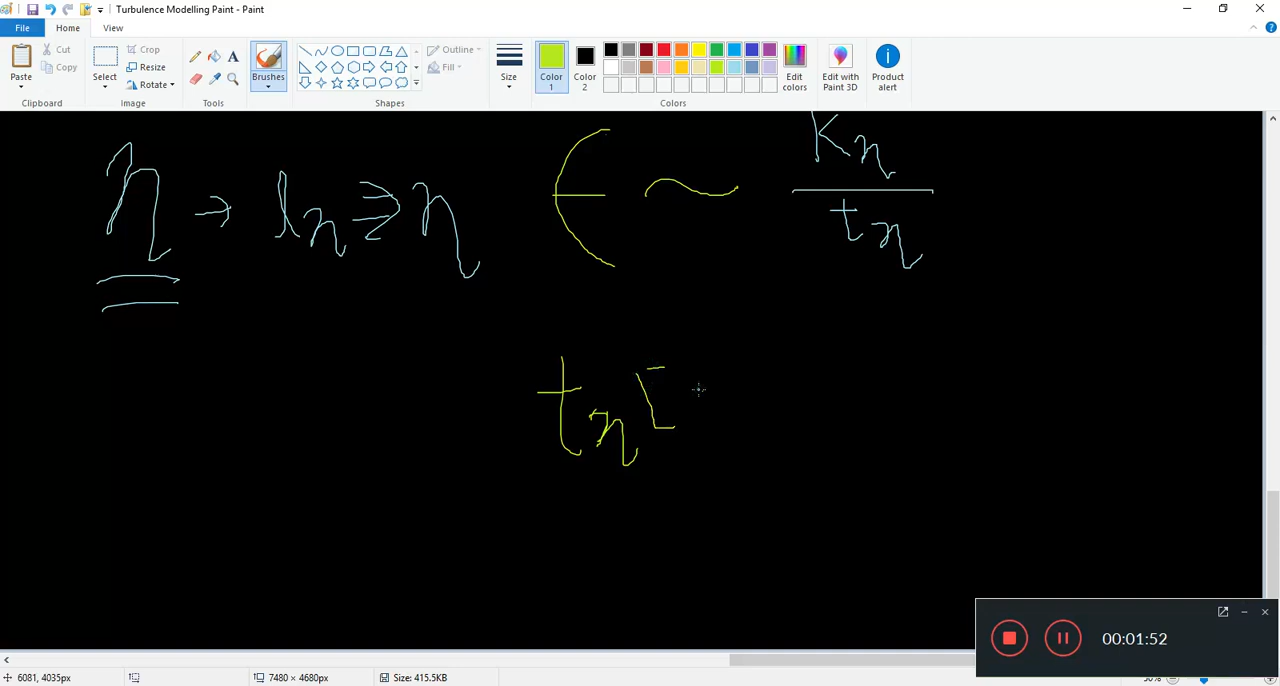 Turbulence Modelling Paint - Paint
File Home View
Paste
Cut
Copy
Clipboard
Select
Crop
Resize
Rotate
Image
A
Tools
Brushes
Shapes
Outline
Fill
Size
Color 1
Color 2
Colors
Edit colors
Edit with Paint 3D
Product alert
η → lη ⇒ η
ϵ ~ kη / tη
tη [
00:01:52
6081, 4035px
7480 × 4680px
Size: 415.5KB